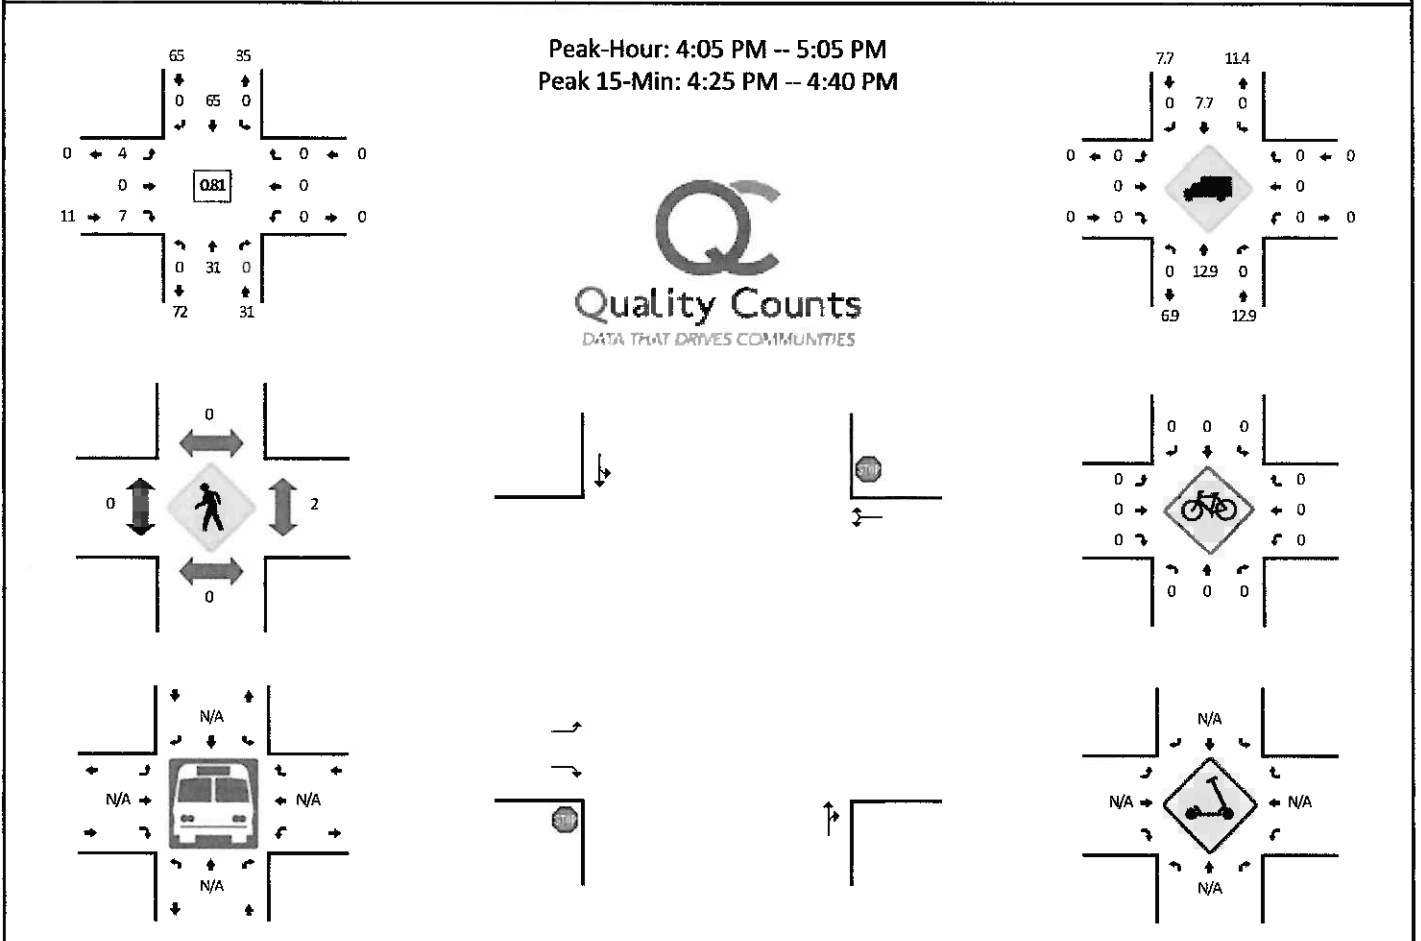 Peak-Hour: 4:05 PM -- 5:05 PM
Peak 15-Min: 4:25 PM -- 4:40 PM
65 35
0 65 0
0 4 0 0
0 0.81 0
11 7 0 0
0 31 0
72 31
Quality Counts
DATA THAT DRIVES COMMUNITIES
7.7 11.4
0 7.7 0
0 0 0 0
0 0
0 0 0 0
0 12.9 0
6.9 12.9
0
0 2
0
STOP
STOP
0 0 0
0 0
0 0
0 0
0 0 0
N/A
N/A N/A
N/A
N/A
N/A N/A
N/A